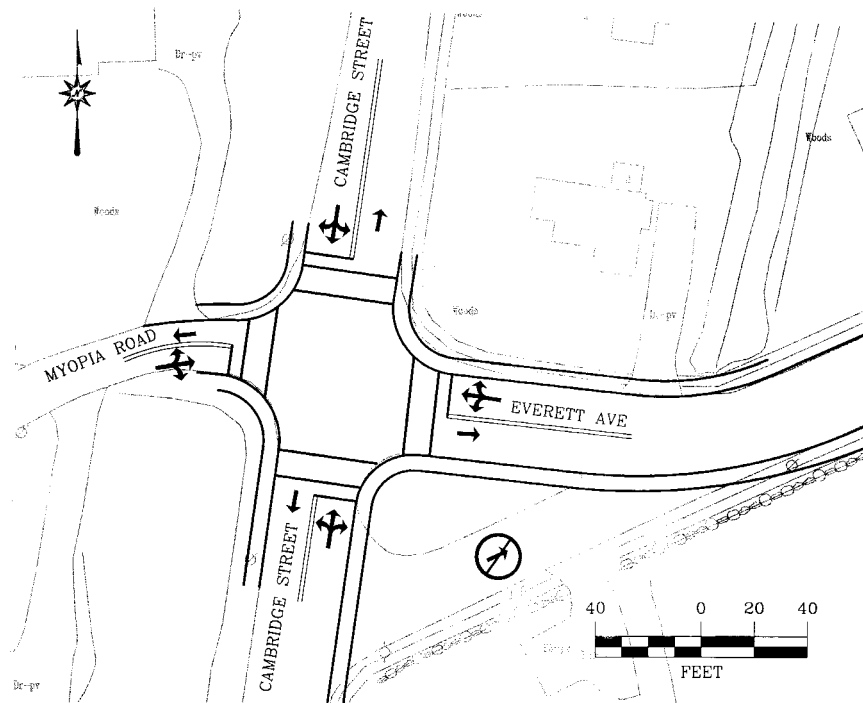 Woods
Dr-pv
CAMBRIDGE STREET
Woods
Woods
Woods
Dr-pv
MYOPIA ROAD
EVERETT AVE
CAMBRIDGE STREET
40 0 20 40
FEET
Dr-pv